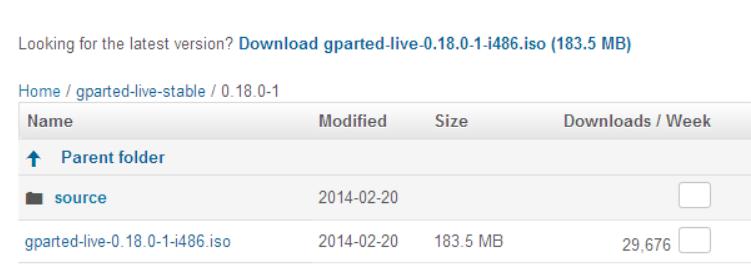 Looking for the latest version? Download gparted-live-0.18.0-1-i486.iso (183.5 MB)
Home / gparted-live-stable / 0.18.0-1
Name Modified Size Downloads / Week
Parent folder
source 2014-02-20
gparted-live-0.18.0-1-i486.iso 2014-02-20 183.5 MB 29,676